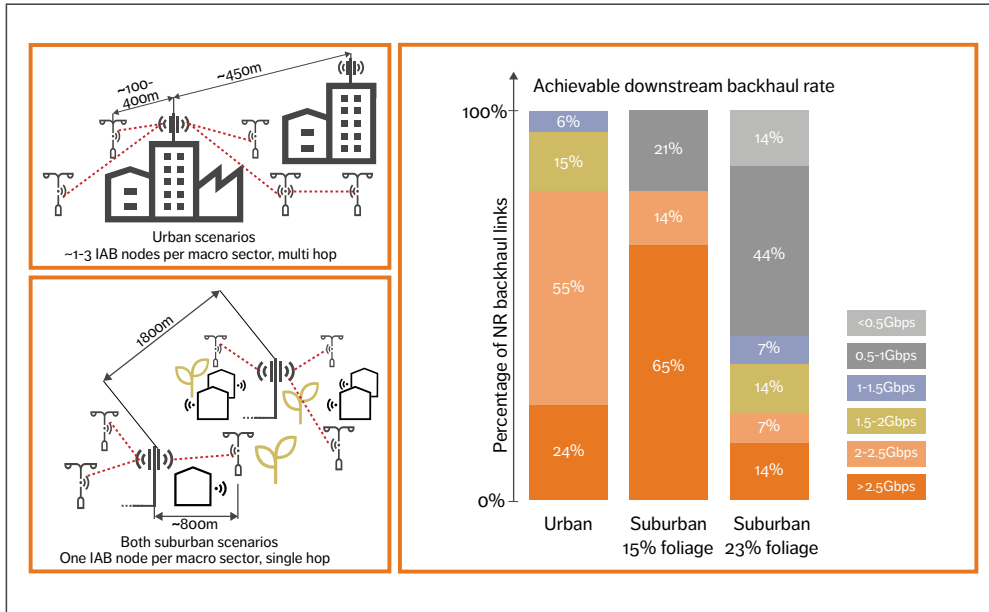 ~100-
400m
~450m
Urban scenarios
~1-3 IAB nodes per macro sector, multi hop
1800m
~800m
Both suburban scenarios
One IAB node per macro sector, single hop
Achievable downstream backhaul rate
Percentage of NR backhaul links
100%
0%
6%
15%
55%
24%
Urban
21%
14%
65%
Suburban
15% foliage
14%
44%
7%
14%
7%
14%
Suburban
23% foliage
<0.5Gbps
0.5-1Gbps
1-1.5Gbps
1.5-2Gbps
2-2.5Gbps
>2.5Gbps